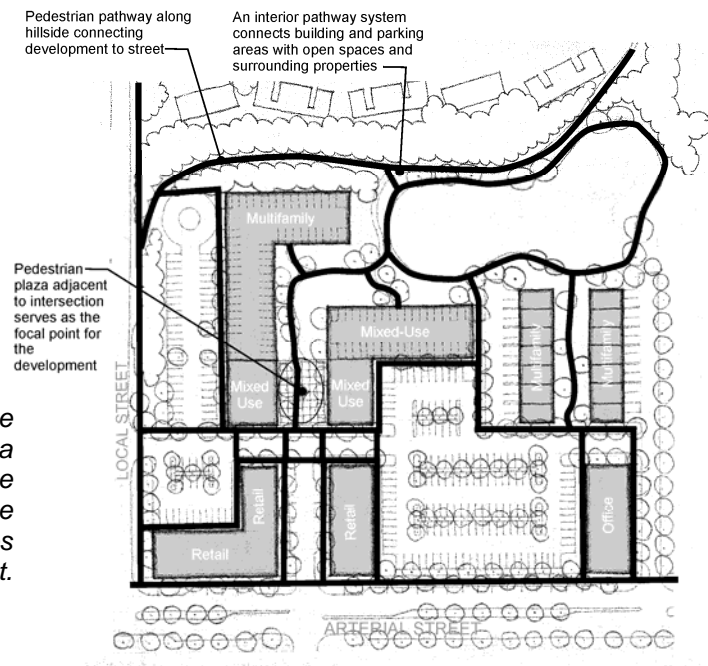 Pedestrian pathway along
hillside connecting
development to street
An interior pathway system
connects building and parking
areas with open spaces and
surrounding properties
Multifamily
Pedestrian
plaza adjacent
to intersection
serves as the
focal point for
the
development
Mixed-Use
Multifamily
Multifamily
Mixed
Use
Mixed
Use
LOCAL STREET
e
a
e
e
s
t.
Retail
Retail
Retail
Office
ARTERIAL STREET